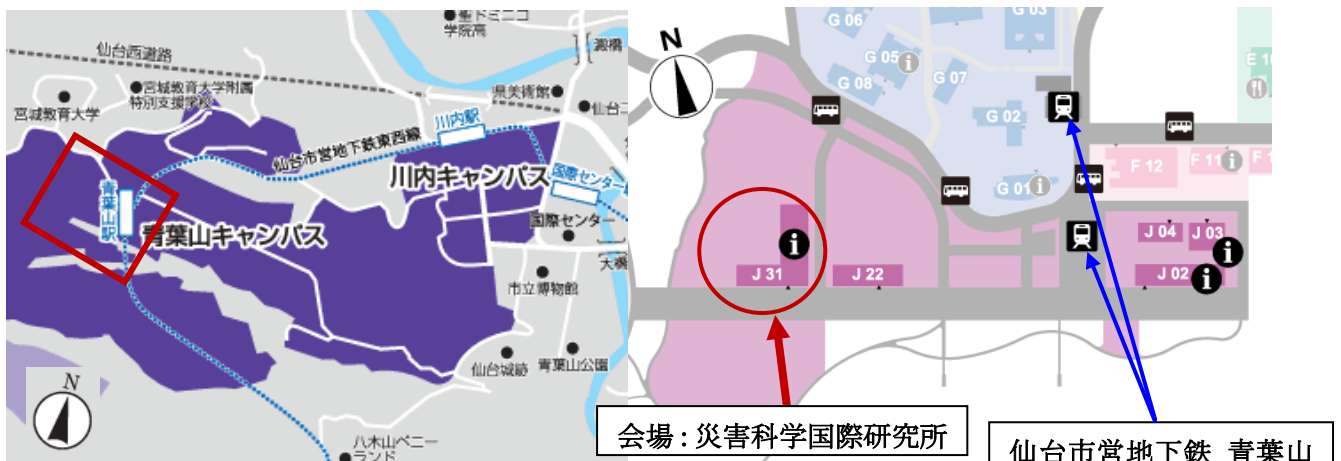 聖ドミニコ
学院高
澱橋
仙台西道路
宮城教育大学附属
特別支援学校
県美術館
仙台二
宮城教育大学
川内駅
仙台市営地下鉄東西線
川内キャンパス
国際センター
青葉山駅
青葉山キャンパス
国際センター
大橋
市立博物館
仙台城跡
青葉山公園
N
八木山ベニー
ランド
N
G 06
G 03
G 05
G 08
G 07
G 02
G 01
E 10
F 12
F 11
F 1
J 04
J 03
J 02
J 31
J 22
会場：災害科学国際研究所
仙台市営地下鉄 青葉山